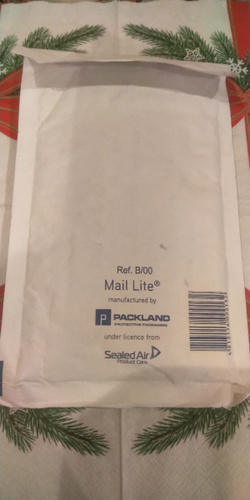 Ref. B/00
Mail Lite®
manufactured by
PACKLAND
PROTECTIVE PACKAGING
under licence from
Sealed Air
Product Care